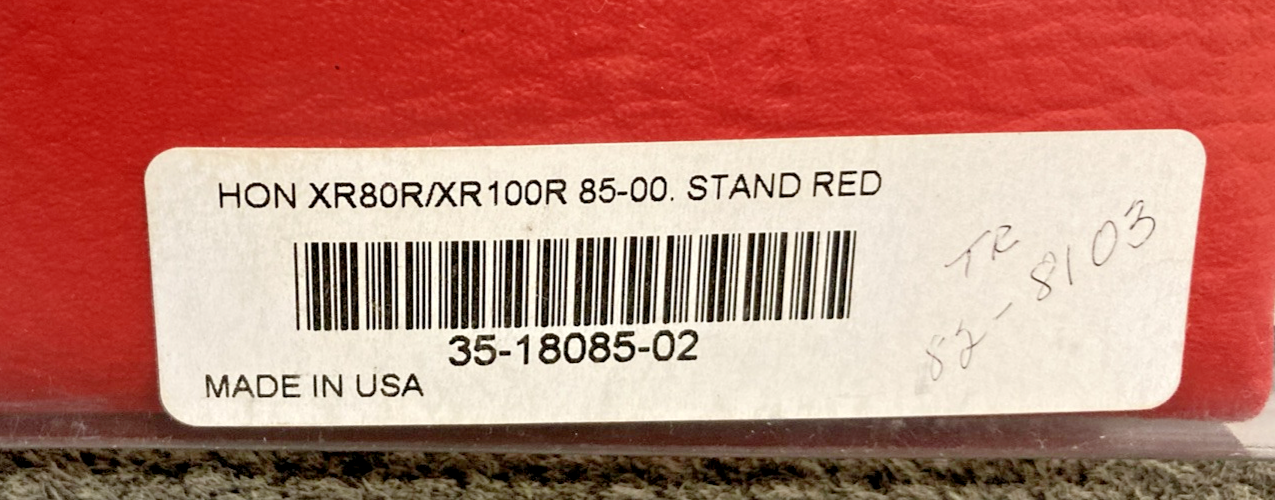 HON XR80R/XR100R 85-00. STAND RED
35-18085-02
MADE IN USA
TR
82-8103